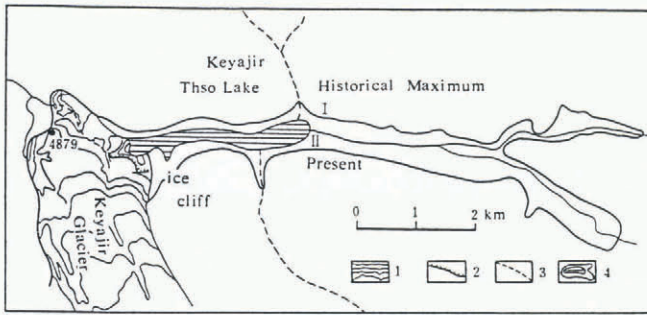 Keyajir
Thso Lake
Historical Maximum
I
4879
II
Present
ice
cliff
Keyajir
Glacier
0 1 2 km
1 2 3 4